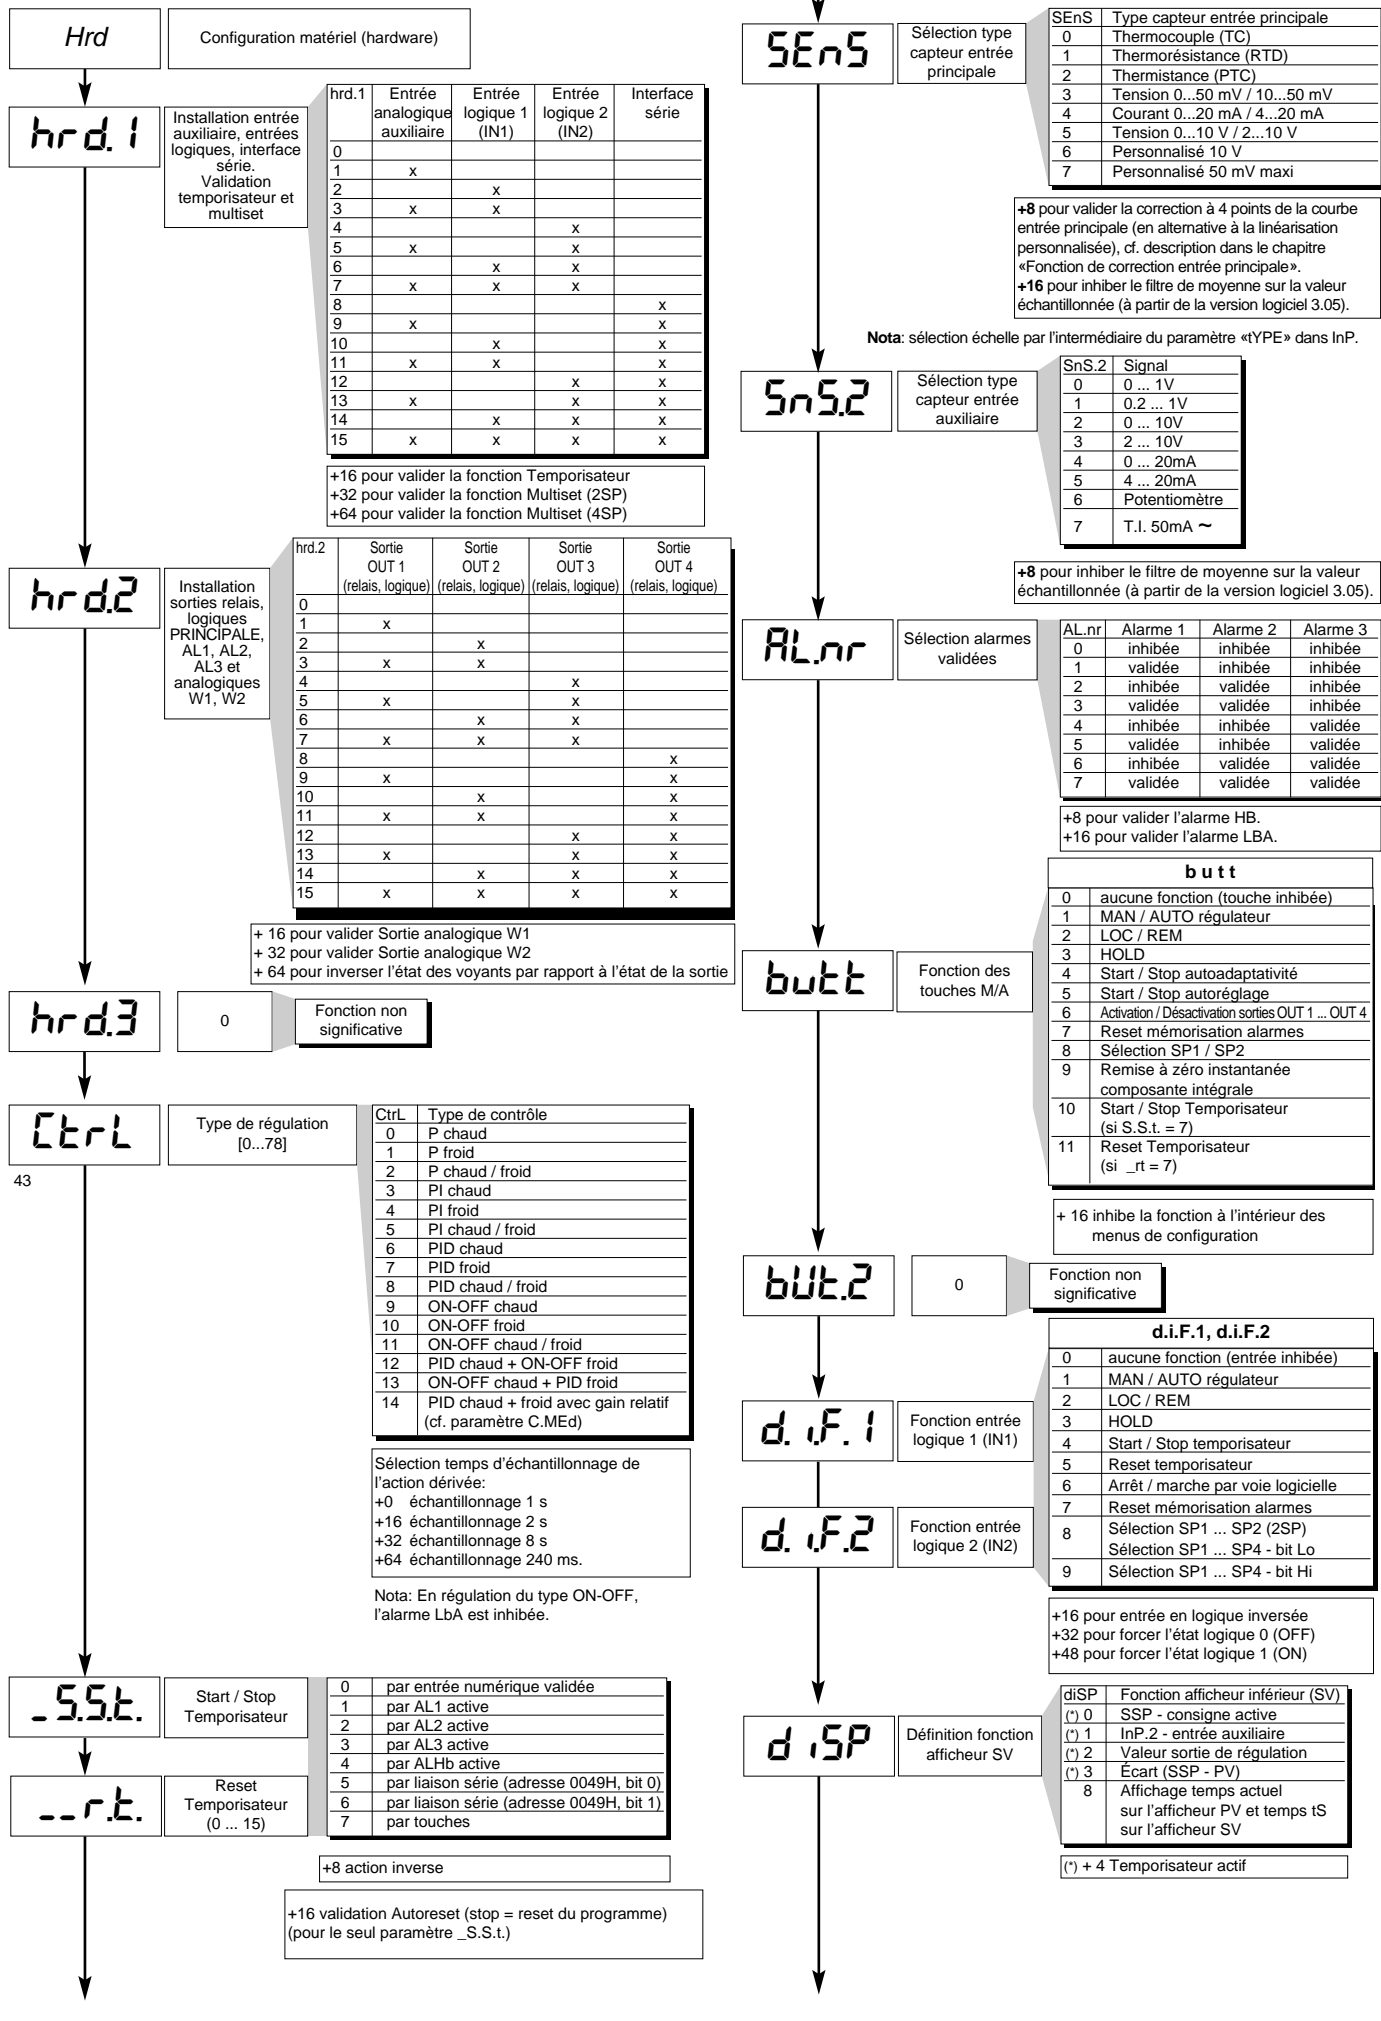 Hrd
Configuration matériel (hardware)
hrd.1
Installation entrée
auxiliaire, entrées
logiques, interface
série.
Validation
temporisateur et
multiset
hrd.1 Entrée analogique auxiliaire Entrée logique 1 (IN1) Entrée logique 2 (IN2) Interface série
0
1 x
2 x
3 x x
4 x
5 x x
6 x x
7 x x x
8 x
9 x x
10 x x
11 x x x
12 x x
13 x x x
14 x x x
15 x x x x
+16 pour valider la fonction Temporisateur
+32 pour valider la fonction Multiset (2SP)
+64 pour valider la fonction Multiset (4SP)
hrd.2
Installation
sorties relais,
logiques
PRINCIPALE,
AL1, AL2,
AL3 et
analogiques
W1, W2
hrd.2 Sortie OUT 1 (relais, logique) Sortie OUT 2 (relais, logique) Sortie OUT 3 (relais, logique) Sortie OUT 4 (relais, logique)
0
1 x
2 x
3 x x
4 x
5 x x
6 x x
7 x x x
8 x
9 x x
10 x x
11 x x x
12 x x
13 x x x
14 x x x
15 x x x x
+ 16 pour valider Sortie analogique W1
+ 32 pour valider Sortie analogique W2
+ 64 pour inverser l'état des voyants par rapport à l'état de la sortie
hrd.3
0
Fonction non
significative
CtrL
43
Type de régulation
[0...78]
CtrL Type de contrôle
0 P chaud
1 P froid
2 P chaud / froid
3 PI chaud
4 PI froid
5 PI chaud / froid
6 PID chaud
7 PID froid
8 PID chaud / froid
9 ON-OFF chaud
10 ON-OFF froid
11 ON-OFF chaud / froid
12 PID chaud + ON-OFF froid
13 ON-OFF chaud + PID froid
14 PID chaud + froid avec gain relatif
(cf. paramètre C.MEd)
Sélection temps d'échantillonnage de
l'action dérivée:
+0 échantillonnage 1 s
+16 échantillonnage 2 s
+32 échantillonnage 8 s
+64 échantillonnage 240 ms.
Nota: En régulation du type ON-OFF,
l'alarme LbA est inhibée.
_S.S.t.
Start / Stop
Temporisateur
__r.t.
Reset
Temporisateur
(0 ... 15)
0 par entrée numérique validée
1 par AL1 active
2 par AL2 active
3 par AL3 active
4 par ALHb active
5 par liaison série (adresse 0049H, bit 0)
6 par liaison série (adresse 0049H, bit 1)
7 par touches
+8 action inverse
+16 validation Autoreset (stop = reset du programme)
(pour le seul paramètre _S.S.t.)
SEnS
Sélection type
capteur entrée
principale
SEnS Type capteur entrée principale
0 Thermocouple (TC)
1 Thermorésistance (RTD)
2 Thermistance (PTC)
3 Tension 0...50 mV / 10...50 mV
4 Courant 0...20 mA / 4...20 mA
5 Tension 0...10 V / 2...10 V
6 Personnalisé 10 V
7 Personnalisé 50 mV maxi
+8 pour valider la correction à 4 points de la courbe
entrée principale (en alternative à la linéarisation
personnalisée), cf. description dans le chapitre
«Fonction de correction entrée principale».
+16 pour inhiber le filtre de moyenne sur la valeur
échantillonnée (à partir de la version logiciel 3.05).
Nota: sélection échelle par l'intermédiaire du paramètre «tYPE» dans InP.
SnS.2
Sélection type
capteur entrée
auxiliaire
SnS.2 Signal
0 0 ... 1V
1 0.2 ... 1V
2 0 ... 10V
3 2 ... 10V
4 0 ... 20mA
5 4 ... 20mA
6 Potentiomètre
7 T.I. 50mA ~
+8 pour inhiber le filtre de moyenne sur la valeur
échantillonnée (à partir de la version logiciel 3.05).
AL.nr
Sélection alarmes
validées
AL.nr Alarme 1 Alarme 2 Alarme 3
0 inhibée inhibée inhibée
1 validée inhibée inhibée
2 inhibée validée inhibée
3 validée validée inhibée
4 inhibée inhibée validée
5 validée inhibée validée
6 inhibée validée validée
7 validée validée validée
+8 pour valider l'alarme HB.
+16 pour valider l'alarme LBA.
butt
Fonction des
touches M/A
b u t t
0 aucune fonction (touche inhibée)
1 MAN / AUTO régulateur
2 LOC / REM
3 HOLD
4 Start / Stop autoadaptativité
5 Start / Stop autoréglage
6 Activation / Désactivation sorties OUT 1 ... OUT 4
7 Reset mémorisation alarmes
8 Sélection SP1 / SP2
9 Remise à zéro instantanée
composante intégrale
10 Start / Stop Temporisateur
(si S.S.t. = 7)
11 Reset Temporisateur
(si _rt = 7)
+ 16 inhibe la fonction à l'intérieur des
menus de configuration
bUt.2
0
Fonction non
significative
d.i.F.1
Fonction entrée
logique 1 (IN1)
d.i.F.2
Fonction entrée
logique 2 (IN2)
d.i.F.1, d.i.F.2
0 aucune fonction (entrée inhibée)
1 MAN / AUTO régulateur
2 LOC / REM
3 HOLD
4 Start / Stop temporisateur
5 Reset temporisateur
6 Arrêt / marche par voie logicielle
7 Reset mémorisation alarmes
8 Sélection SP1 ... SP2 (2SP)
Sélection SP1 ... SP4 - bit Lo
9 Sélection SP1 ... SP4 - bit Hi
+16 pour entrée en logique inversée
+32 pour forcer l'état logique 0 (OFF)
+48 pour forcer l'état logique 1 (ON)
diSP
Définition fonction
afficheur SV
diSP Fonction afficheur inférieur (SV)
(*) 0 SSP - consigne active
(*) 1 InP.2 - entrée auxiliaire
(*) 2 Valeur sortie de régulation
(*) 3 Écart (SSP - PV)
8 Affichage temps actuel
sur l'afficheur PV et temps tS
sur l'afficheur SV
(*) + 4 Temporisateur actif